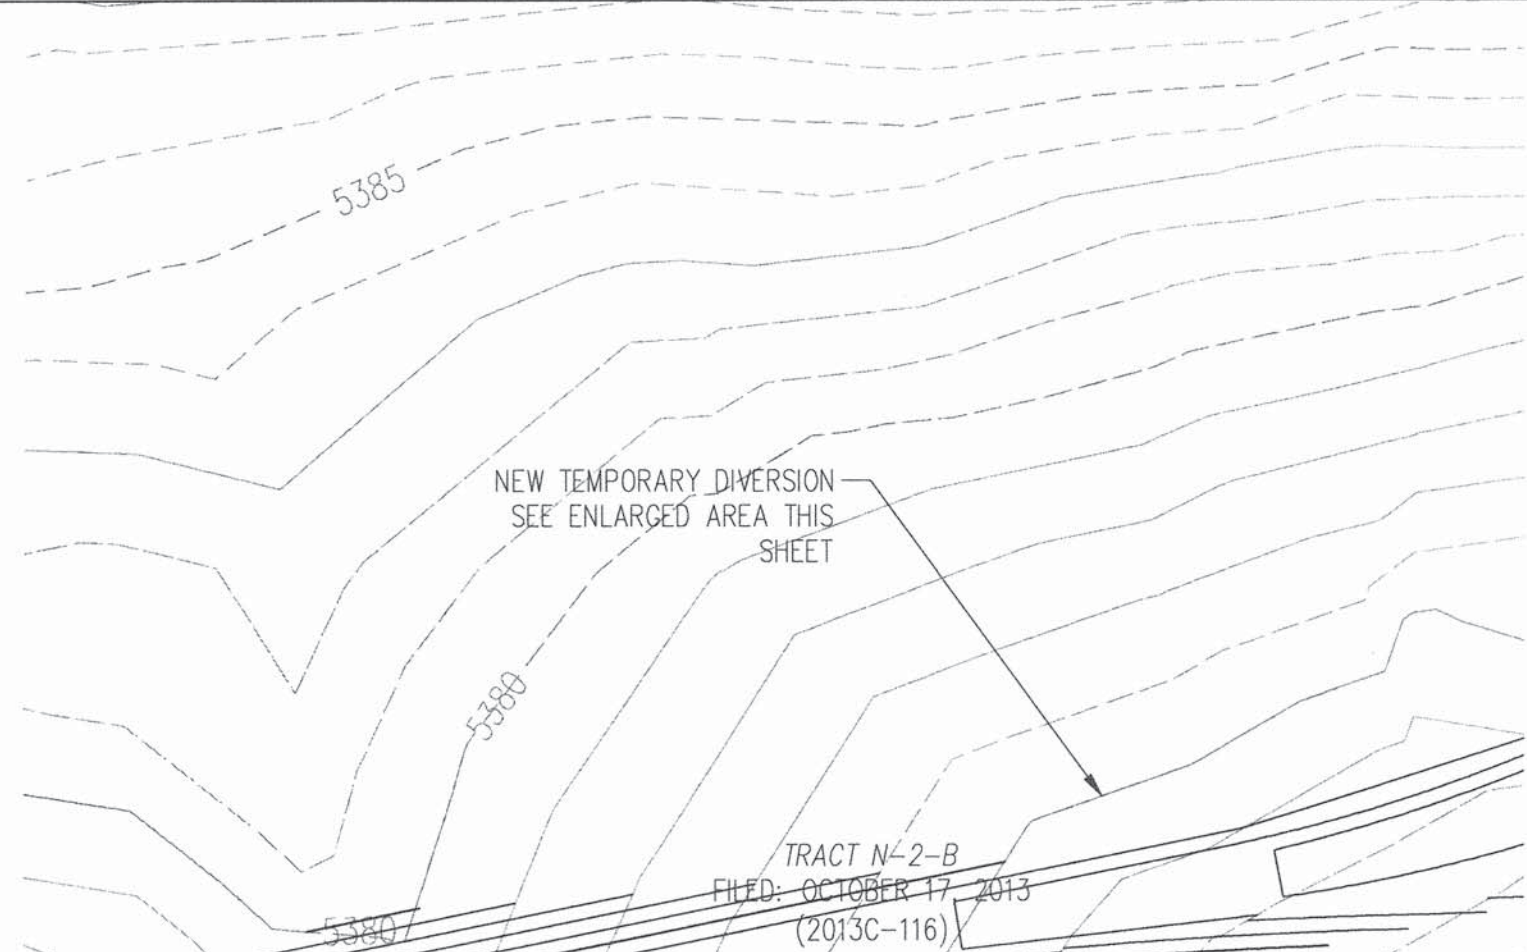 5385
NEW TEMPORARY DIVERSION
SEE ENLARGED AREA THIS
SHEET
5380
TRACT N-2-B
FILED: OCTOBER 17, 2013
(2013C-116)
5380